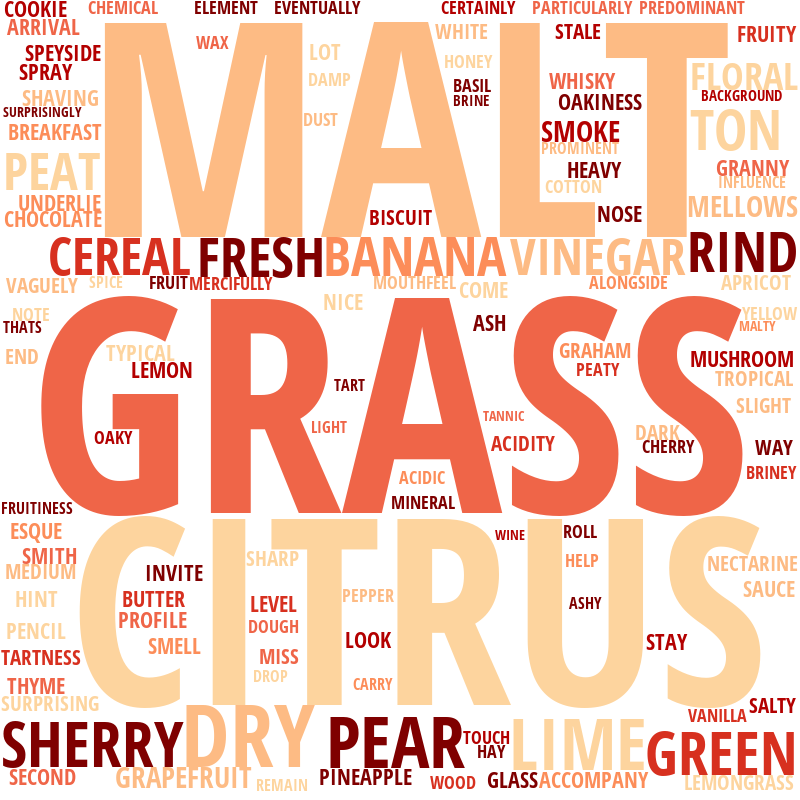 COOKIE CHEMICAL ELEMENT EVENTUALLY CERTAINLY PARTICULARLY PREDOMINANT
ARRIVAL WAX LOT WHITE STALE FRUITY
SPEYSIDE HONEY
SPRAY DAMP BASIL WHISKY FLORAL
SHAVING BRINE OAKINESS BACKGROUND
SURPRISINGLY DUST
MALT
BREAKFAST SMOKE TON
PROMINENT
PEAT HEAVY GRANNY
COTTON INFLUENCE
UNDERLIE
CHOCOLATE BISCUIT NOSE MELLOWS
CEREAL FRESH BANANA VINEGAR RIND
VAGUELY SPICE FRUIT MERCIFULLY MOUTHFEEL COME ALONGSIDE APRICOT
NOTE NICE YELLOW
THATS ASH MALTY
END TYPICAL GRAHAM MUSHROOM
LEMON PEATY TROPICAL
TART
GRASS
SLIGHT
LIGHT TANNIC
OAKY ACIDITY DARK CHERRY WAY
ACIDIC BRINEY
FRUITINESS MINERAL
ESQUE WINE ROLL
SMITH SHARP HELP NECTARINE
MEDIUM INVITE
HINT BUTTER LEVEL PEPPER ASHY SAUCE
CITRUS
PENCIL PROFILE DOUGH
SMELL LOOK STAY
TARTNESS MISS
THYME DROP CARRY
SURPRISING SALTY
VANILLA
SHERRY DRY PEAR TOUCH LIME GREEN
HAY
SECOND GRAPEFRUIT REMAIN PINEAPPLE WOOD GLASS ACCOMPANY LEMONGRASS